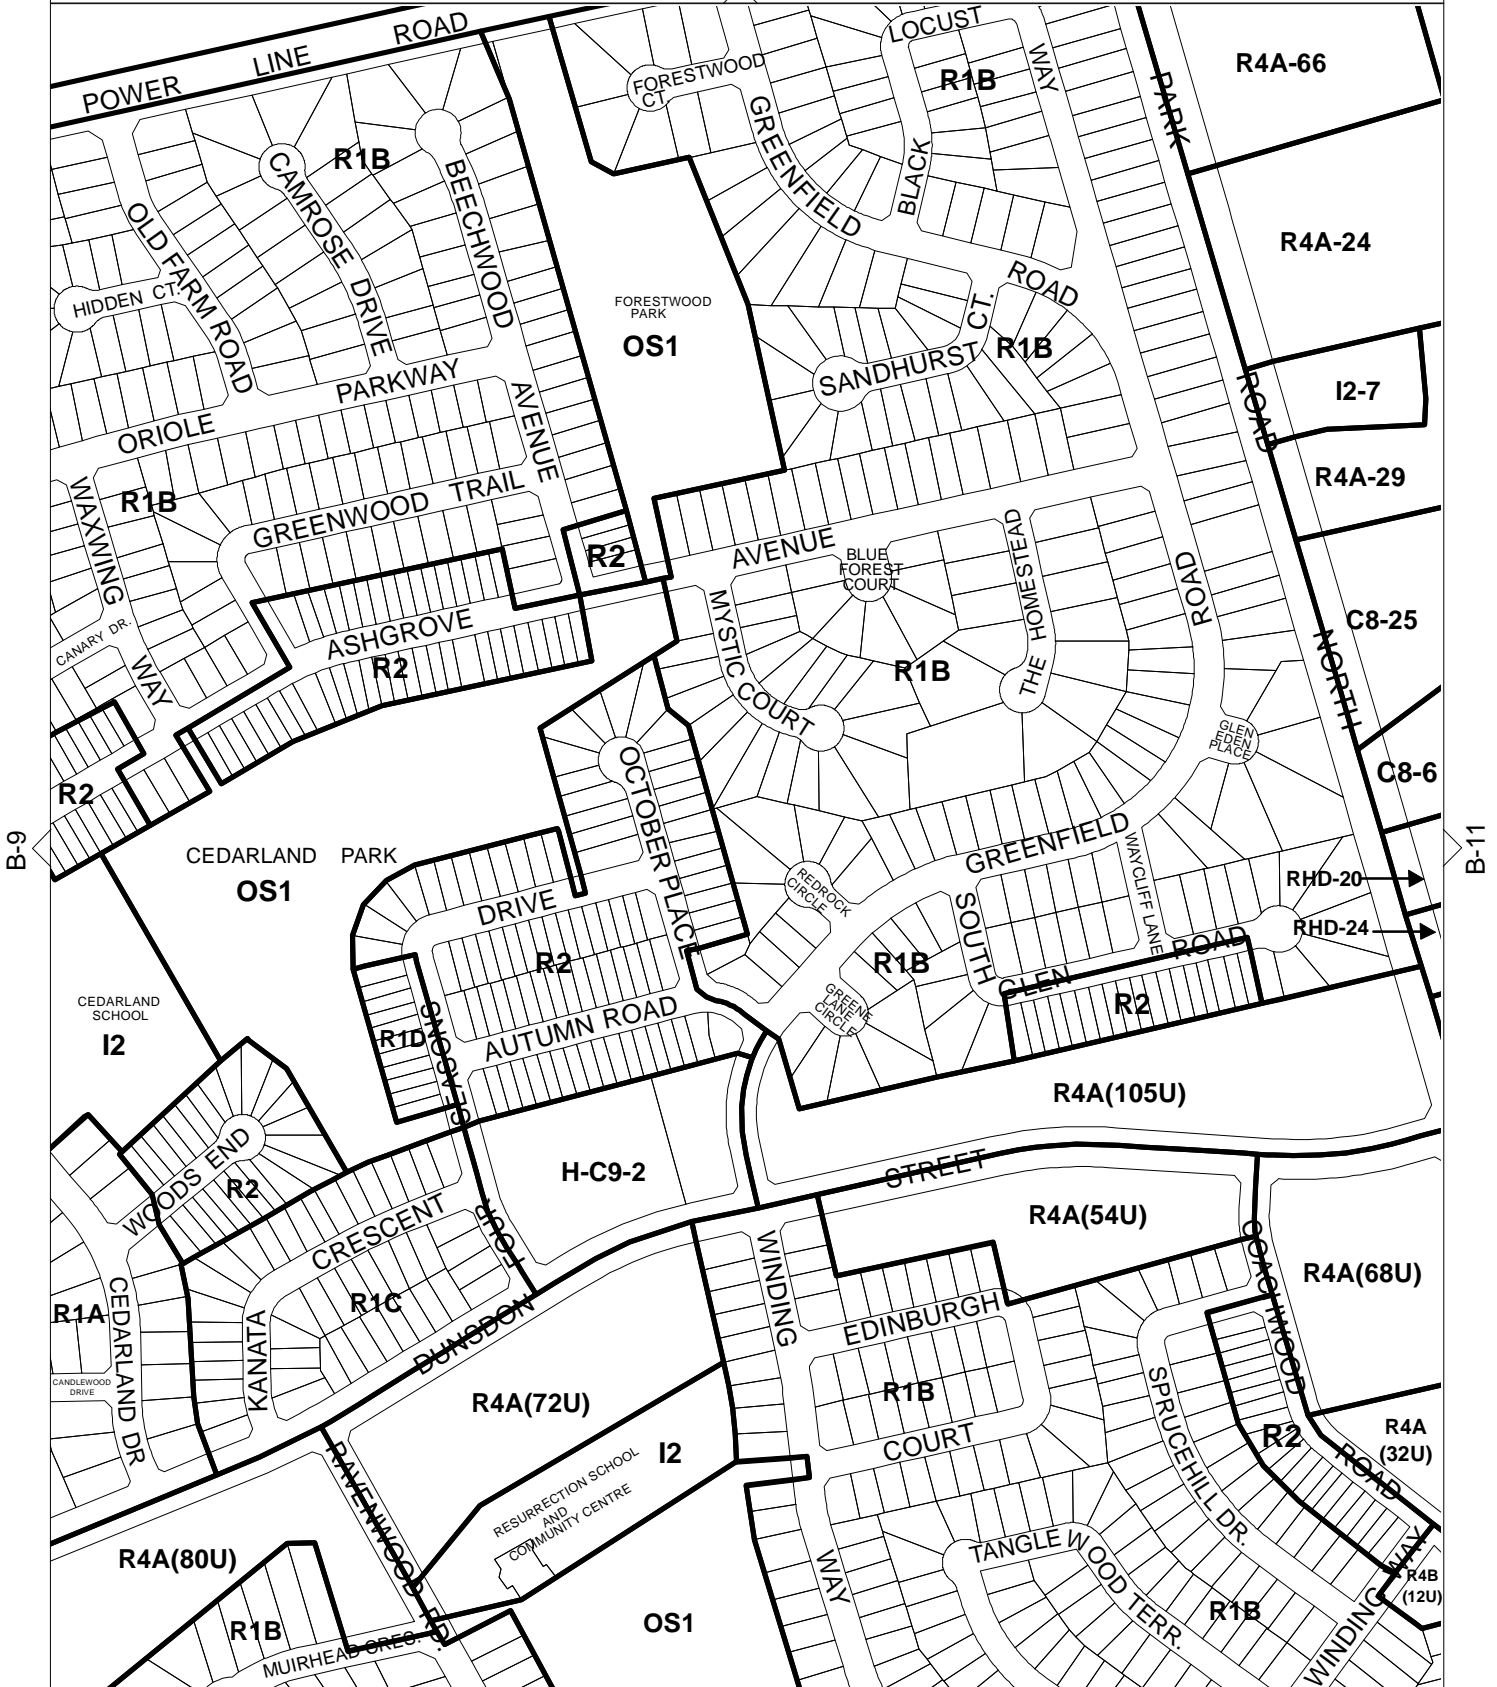 POWER LINE ROAD
LOCUST
WAY
FORESTWOOD
CT.
R1B
PARK
R4A-66
GREENFIELD
BLACK
R1B
CAMROSE DRIVE
BEECHWOOD
OLD FARM ROAD
HIDDEN CT.
ROAD
R4A-24
FORESTWOOD
PARK
OS1
CT.
SANDHURST
R1B
ROAD
I2-7
ORIOLE PARKWAY
AVENUE
R1B
WAXWING
GREENWOOD TRAIL
R4A-29
R2
AVENUE
BLUE
FOREST
COURT
THE HOMESTEAD
ROAD
C8-25
NORTH
ASHGROVE
R2
CANARY DR.
WAY
MYSTIC COURT
R1B
GLEN
EDEN
PLACE
C8-6
R2
OCTOBER PLACE
GREENFIELD
B-9
B-11
CEDARLAND PARK
OS1
REDROCK
CIRCLE
WAYCLIFF LANE
RHD-20
DRIVE
SOUTH
ROAD
RHD-24
R2
R1B
GLEN
R2
GREENE
LANE
CIRCLE
CEDARLAND
SCHOOL
I2
R1D
SEASONS
AUTUMN ROAD
R4A(105U)
WOODS END
R2
H-C9-2
STREET
FOUR
R4A(54U)
CRESCENT
WINDING
COACHWOOD
R4A(68U)
R1A
CEDARLAND DR
KANATA
R1C
DUNSDON
EDINBURGH
CANDLEWOOD
DRIVE
R4A(72U)
R1B
SPRUCEHILL DR.
R2
R4A
(32U)
COURT
I2
ROAD
RESURRECTION SCHOOL
AND
COMMUNITY CENTRE
RAVENWOOD RD.
R4A(80U)
TANGLEWOOD TERR.
WAY
WINDING WAY
R4B
(12U)
R1B
R1B
OS1
MUIRHEAD CRES.